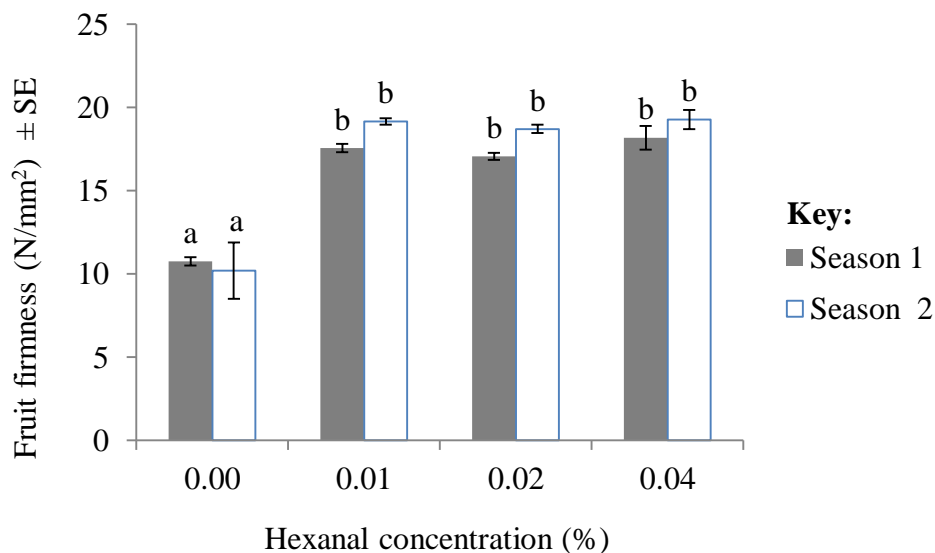 Fruit firmness (N/mm²) ± SE
25
20
15
10
5
0
a a
b b
b b
b b
0.00 0.01 0.02 0.04
Hexanal concentration (%)
Key:
Season 1
Season 2